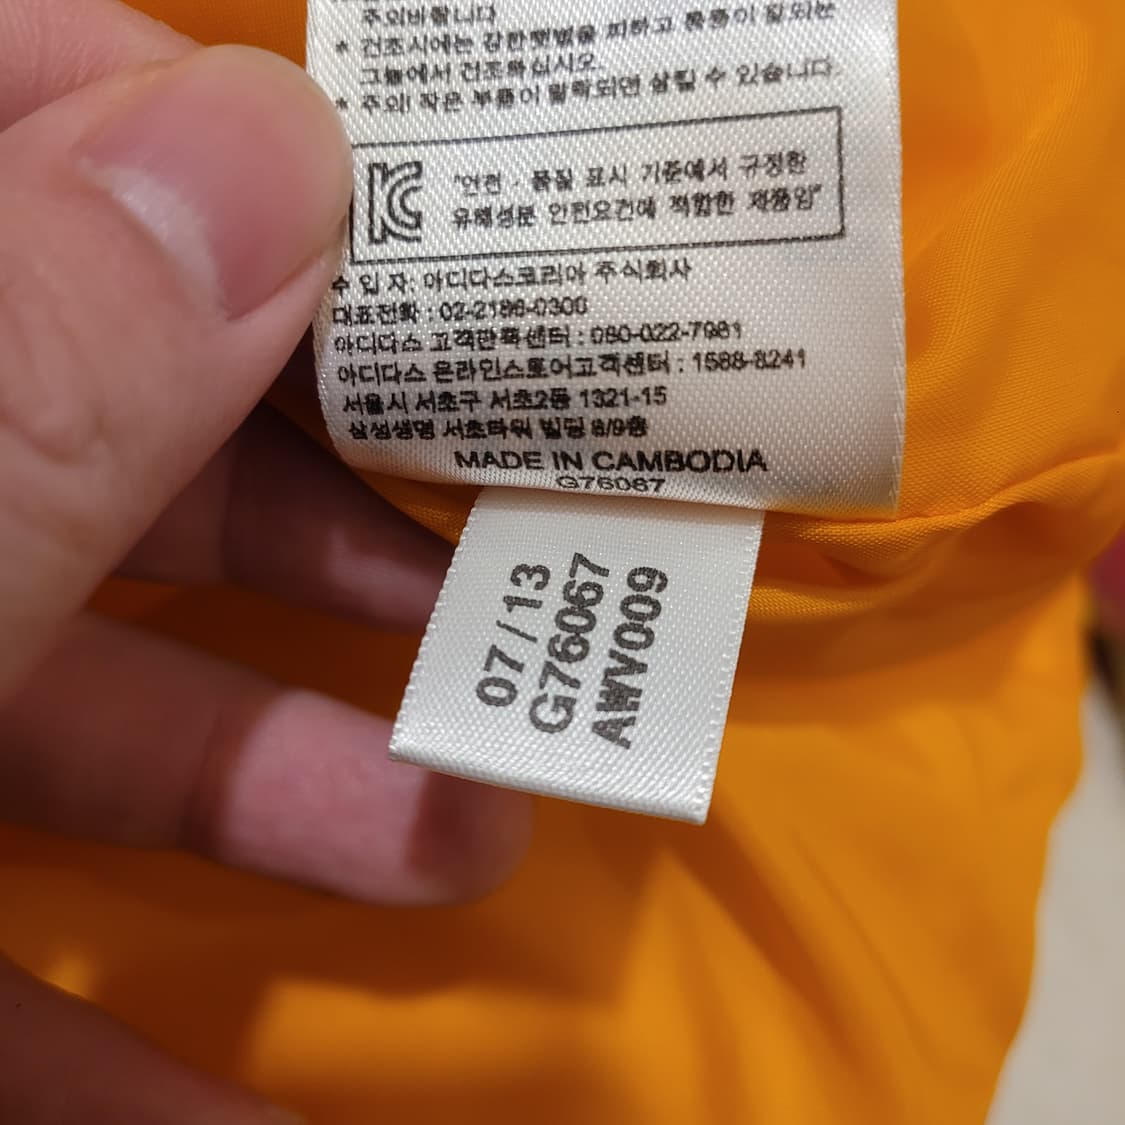 주의바랍니다
* 건조시에는 강한햇볕을 피하고 통풍이 잘되는
그늘에서 건조하십시오.
* 주의! 작은 부품이 탈락되면 삼킬 수 있습니다.
KC
"안전 · 품질 표시 기준에서 규정한
유해성분 안전요건에 적합한 제품임"
수 입 자: 아디다스코리아 주식회사
대표전화 : 02-2186-0300
아디다스 고객만족센터 : 080-022-7981
아디다스 온라인스토어고객센터 : 1588-8241
서울시 서초구 서초2동 1321-15
삼성생명 서초타워 빌딩 8/9층
MADE IN CAMBODIA
G76067
07 / 13
G76067
AWV009